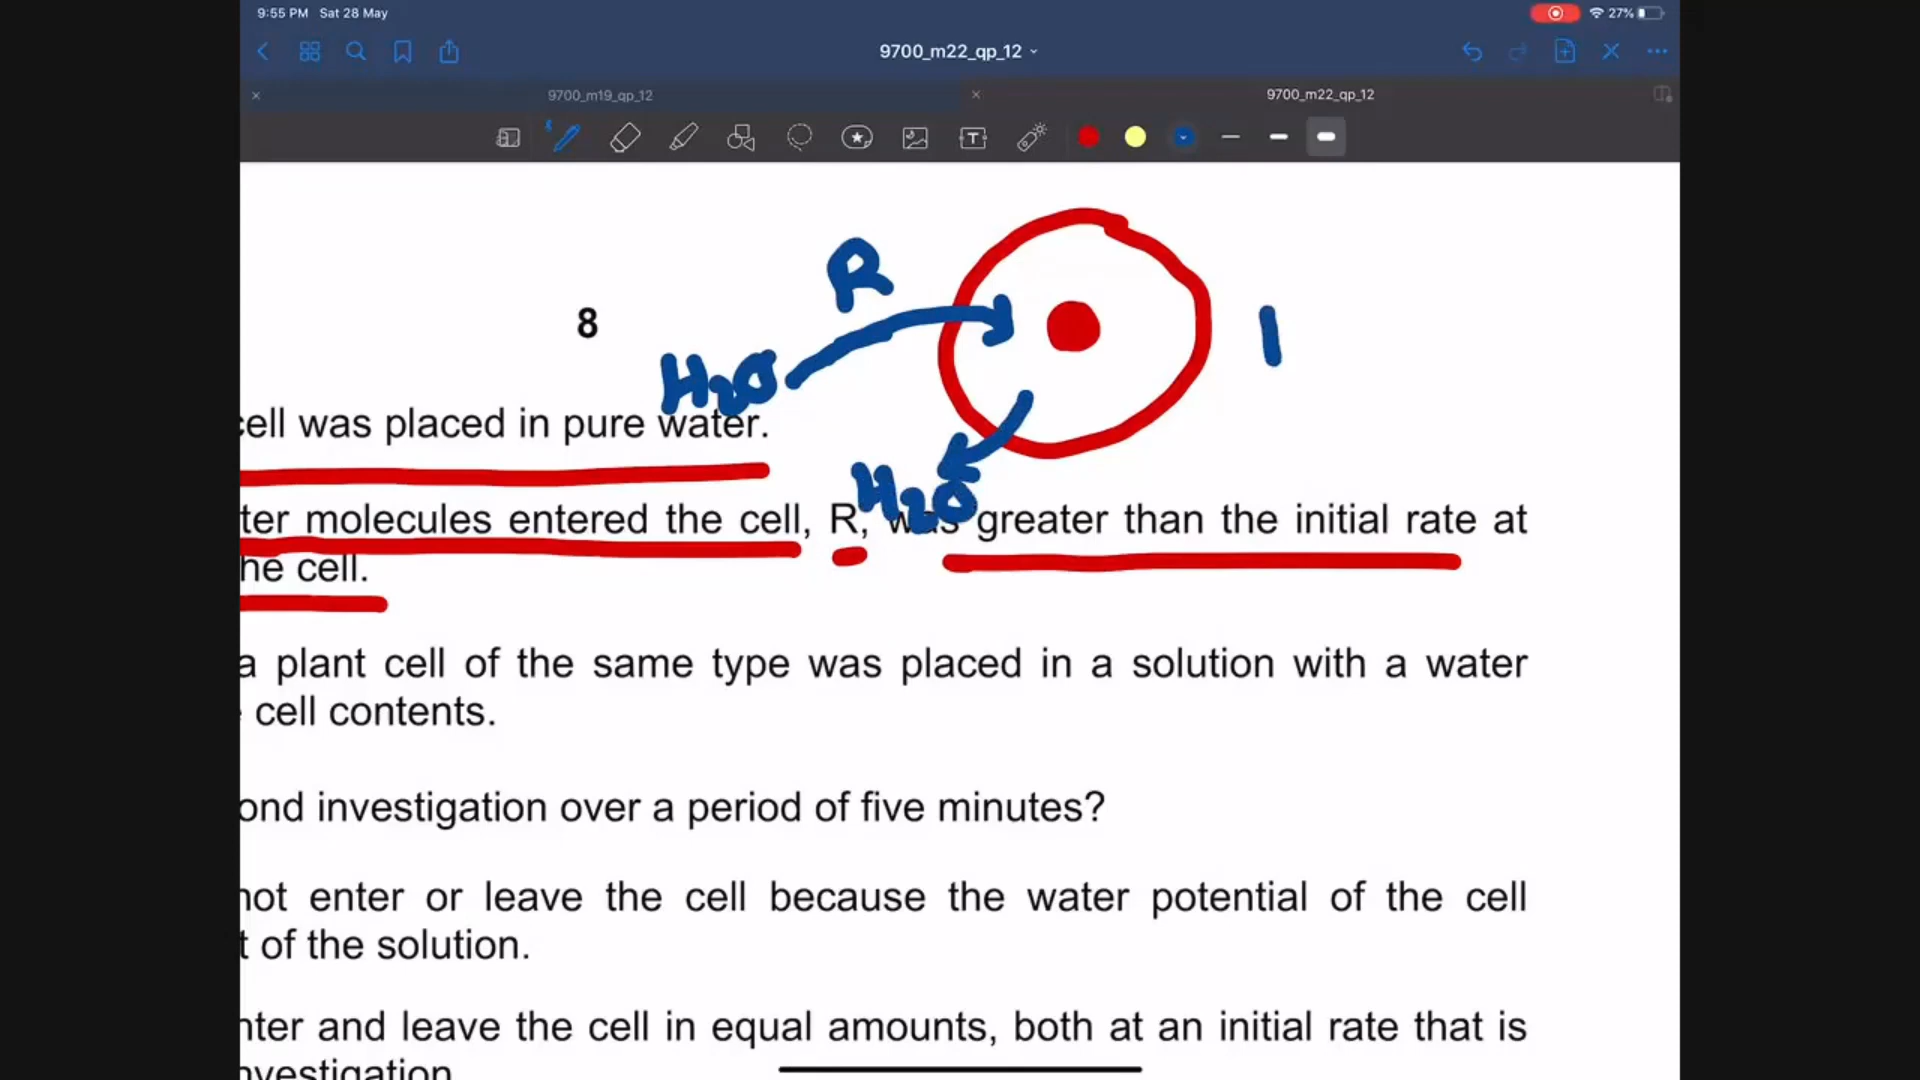 9:55 PM Sat 28 May
27%
9700_m22_qp_12
9700_m19_qp_12
9700_m22_qp_12
R
8
H2O
1
cell was placed in pure water.
H2O
ter molecules entered the cell, R, was greater than the initial rate at
he cell.
a plant cell of the same type was placed in a solution with a water
cell contents.
ond investigation over a period of five minutes?
not enter or leave the cell because the water potential of the cell
t of the solution.
nter and leave the cell in equal amounts, both at an initial rate that is
nvestigation